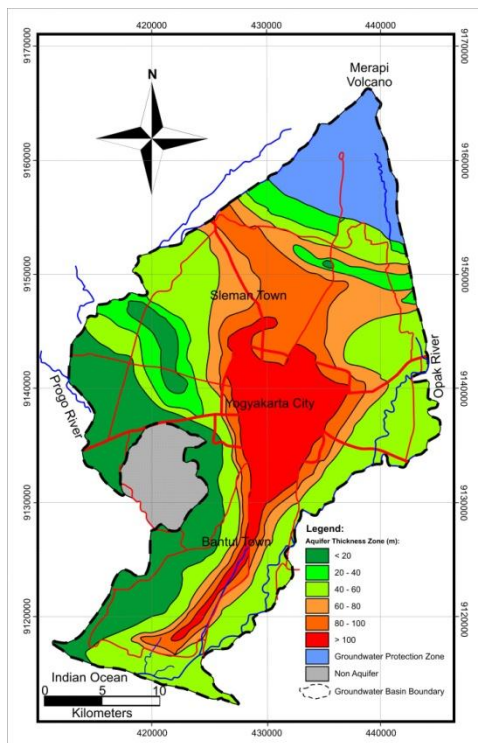 420000 430000 440000
9170000
9170000
Merapi
Volcano
N
9160000
9160000
9150000
9150000
Sleman Town
Progo River
Opak River
9140000
9140000
Yogyakarta City
9130000
9130000
Bantul Town
Legend:
Aquifer Thickness Zone (m):
< 20
20 - 40
40 - 60
60 - 80
80 - 100
> 100
Groundwater Protection Zone
Non Aquifer
Groundwater Basin Boundary
9120000
9120000
Indian Ocean
0 5 10
Kilometers
420000 430000 440000